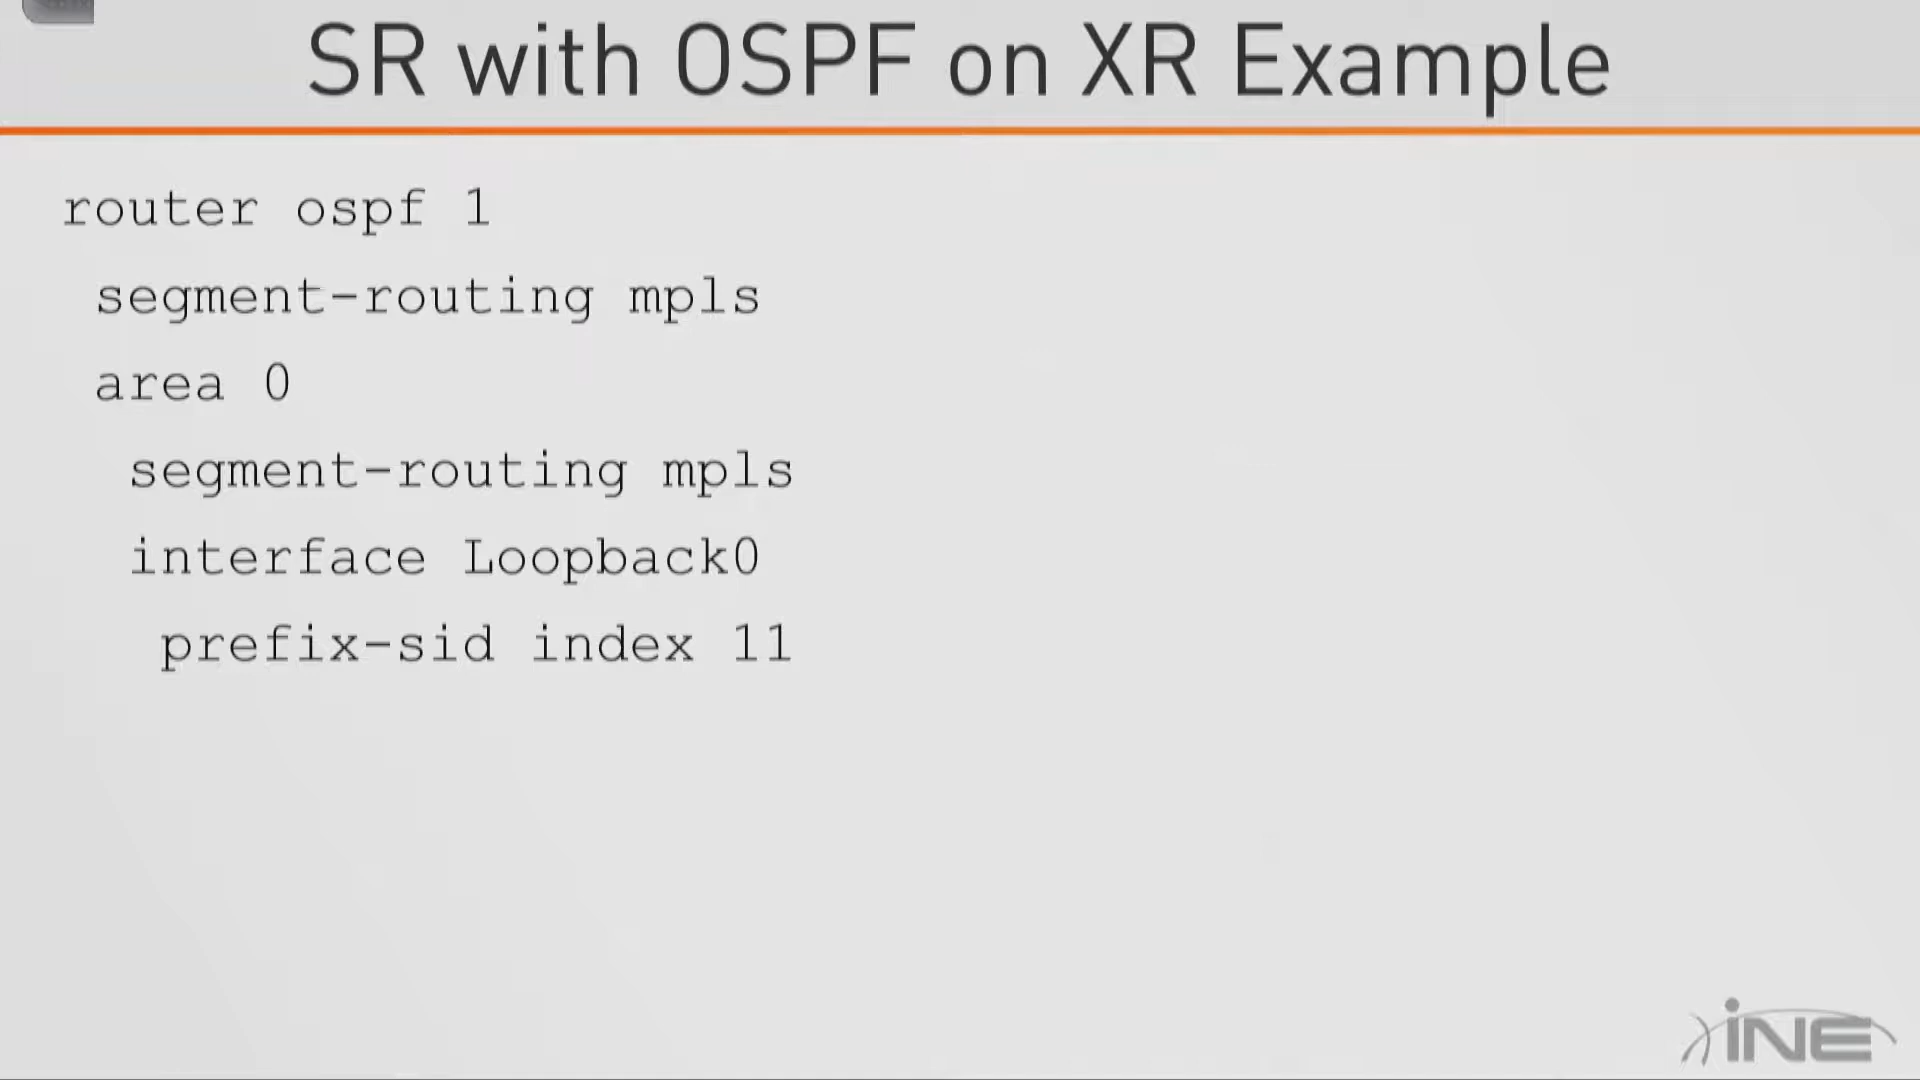 SR with OSPF on XR Example
router ospf 1
segment-routing mpls
area 0
segment-routing mpls
interface Loopback0
prefix-sid index 11
iNE